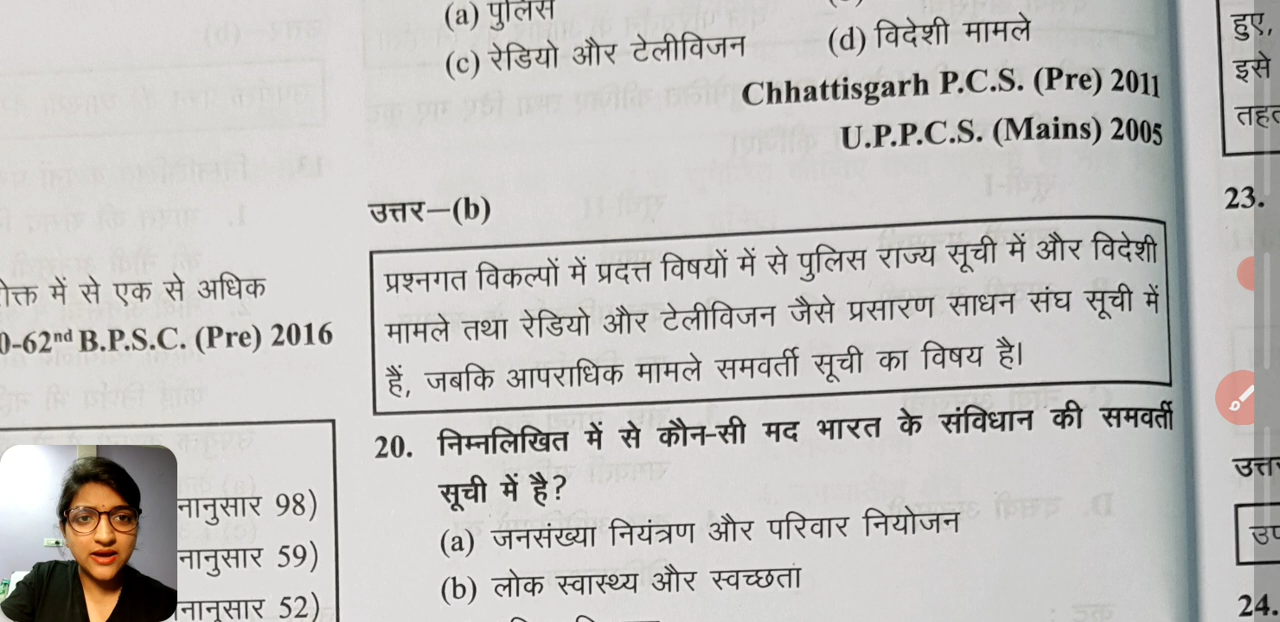 (a) पुलिस
(c) रेडियो और टेलीविजन
(d) विदेशी मामले
Chhattisgarh P.C.S. (Pre) 2011
U.P.P.C.S. (Mains) 2005
उत्तर—(b)
प्रश्नगत विकल्पों में प्रदत्त विषयों में से पुलिस राज्य सूची में और विदेशी
मामले तथा रेडियो और टेलीविजन जैसे प्रसारण साधन संघ सूची में
हैं, जबकि आपराधिक मामले समवर्ती सूची का विषय है।
20. निम्नलिखित में से कौन-सी मद भारत के संविधान की समवर्ती
सूची में है?
(a) जनसंख्या नियंत्रण और परिवार नियोजन
(b) लोक स्वास्थ्य और स्वच्छता
में से एक से अधिक
0-62nd B.P.S.C. (Pre) 2016
नानुसार 98)
नानुसार 59)
नानुसार 52)
हुए,
इसे
23.
24.